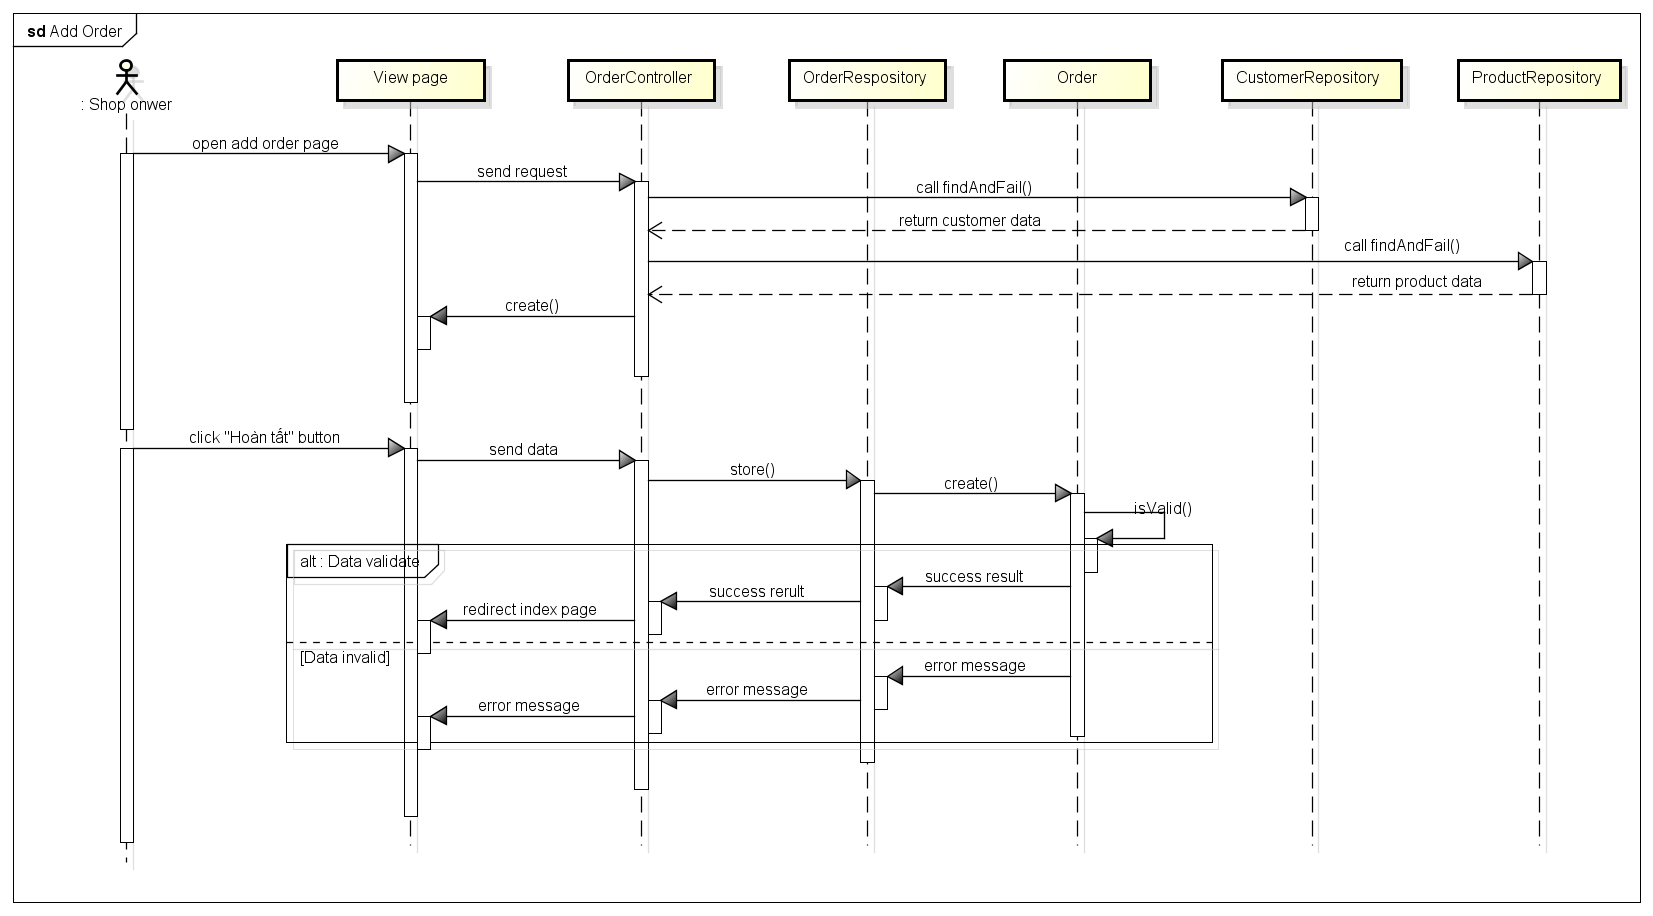 sd Add Order
: Shop onwer
View page
OrderController
OrderRespository
Order
CustomerRepository
ProductRepository
open add order page
send request
call findAndFail()
return customer data
call findAndFail()
return product data
create()
click "Hoàn tất" button
send data
store()
create()
isValid()
alt : Data validate
success result
success rerult
redirect index page
[Data invalid]
error message
error message
error message